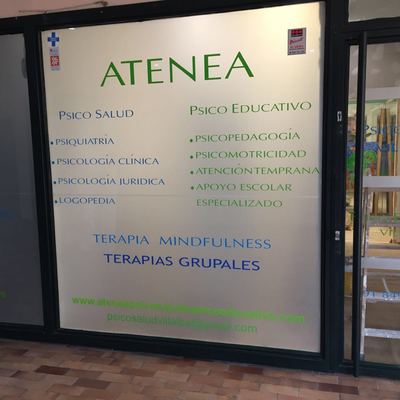 ATENEA
PSICO SALUD
• PSIQUIATRÍA
• PSICOLOGÍA CLÍNICA
• PSICOLOGÍA JURIDICA
• LOGOPEDIA
PSICO EDUCATIVO
• PSICOPEDAGOGÍA
• PSICOMOTRICIDAD
• ATENCIÓN TEMPRANA
• APOYO ESCOLAR
ESPECIALIZADO
TERAPIA MINDFULNESS
TERAPIAS GRUPALES